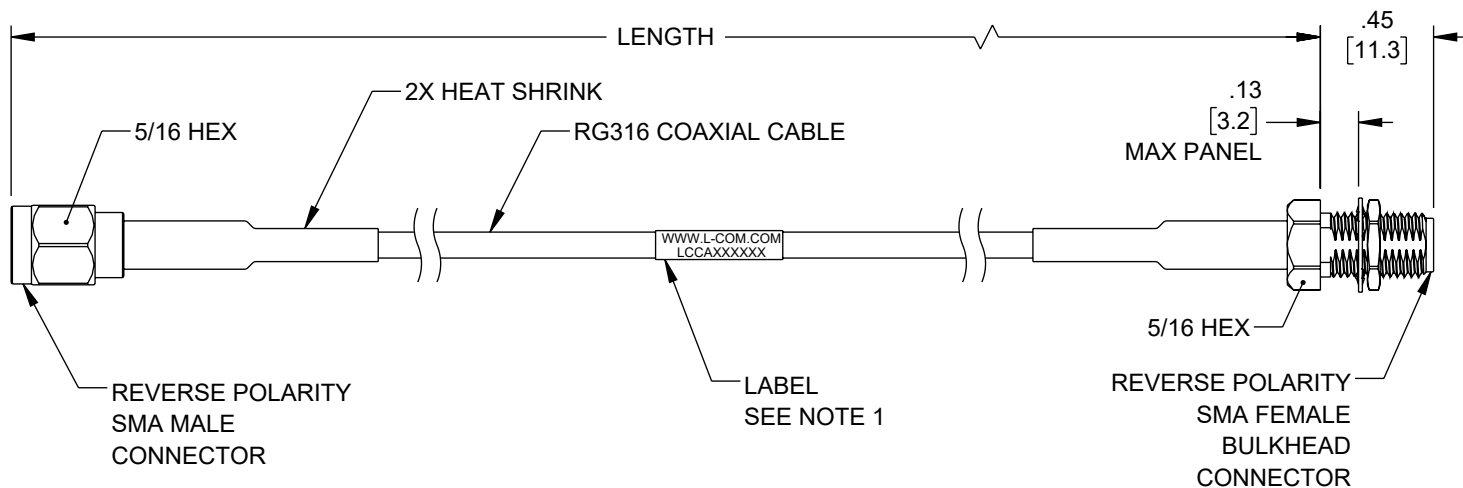 LENGTH
.45
[11.3]
2X HEAT SHRINK
.13
[3.2]
MAX PANEL
5/16 HEX
RG316 COAXIAL CABLE
WWW.L-COM.COM
LCCAXXXXXX
5/16 HEX
REVERSE POLARITY
SMA MALE
CONNECTOR
LABEL
SEE NOTE 1
REVERSE POLARITY
SMA FEMALE
BULKHEAD
CONNECTOR